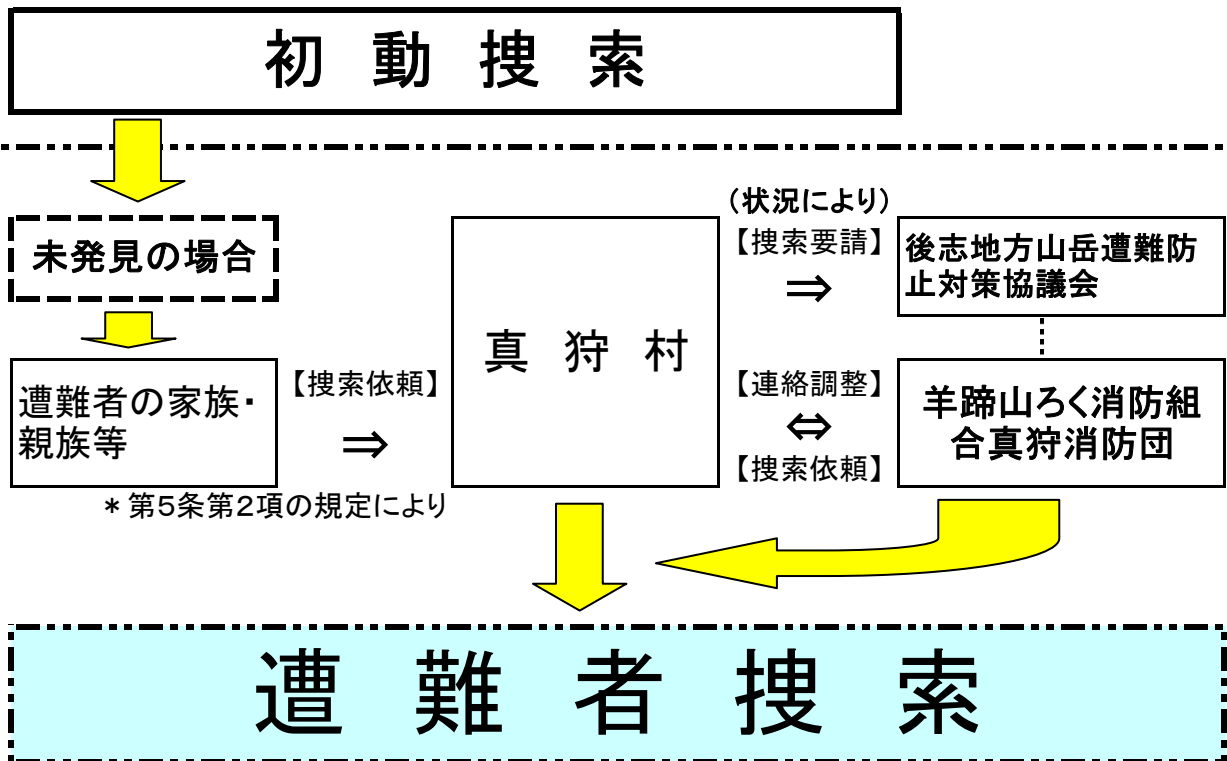 初動捜索
未発見の場合
(状況により)
【捜索要請】
⇒
後志地方山岳遭難防
止対策協議会
真狩村
遭難者の家族・
親族等
【捜索依頼】
⇒
*第5条第2項の規定により
【連絡調整】
⇔
【捜索依頼】
羊蹄山ろく消防組
合真狩消防団
遭難者捜索